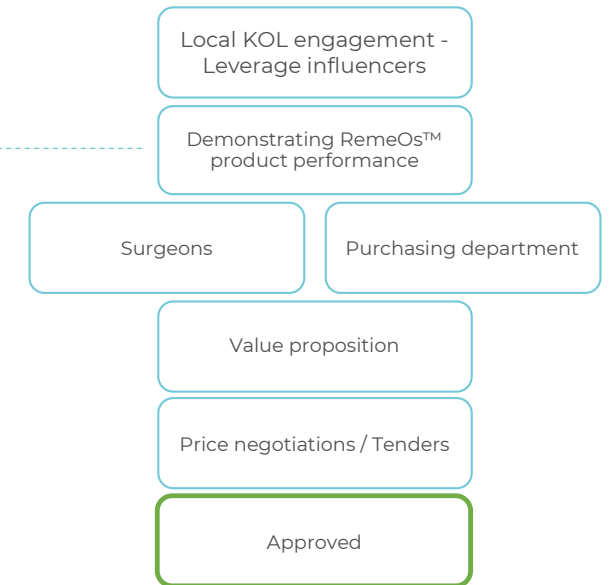 Local KOL engagement -
Leverage influencers
Demonstrating RemeOs™
product performance
Surgeons
Purchasing department
Value proposition
Price negotiations / Tenders
Approved